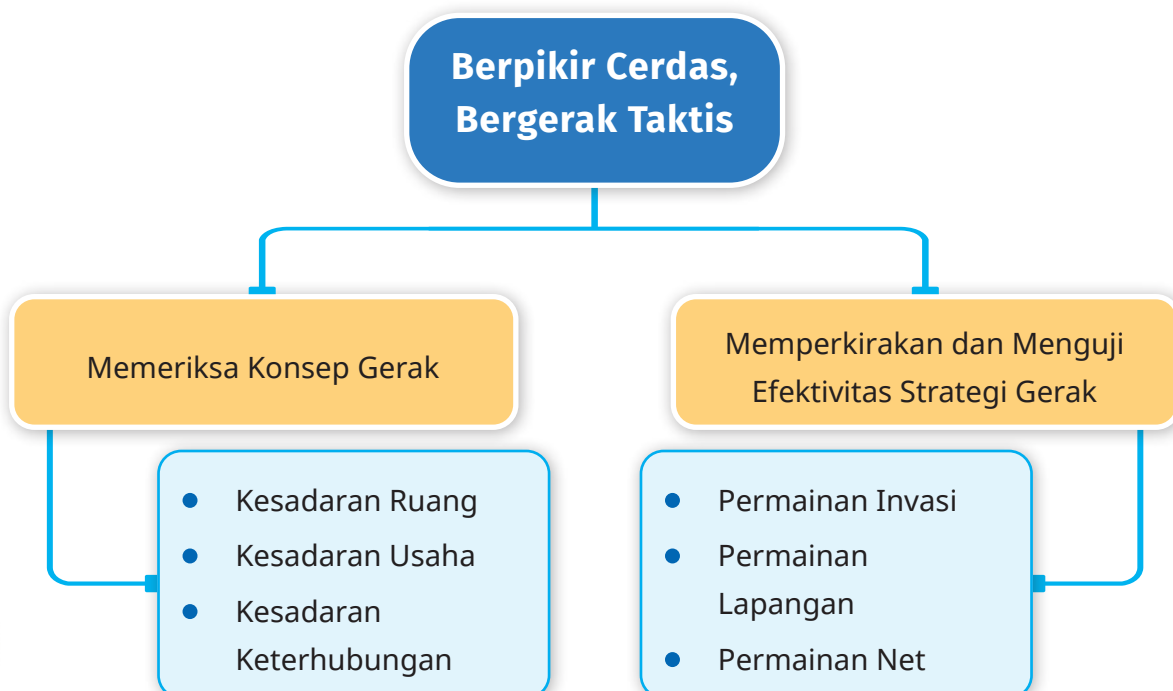 Berpikir Cerdas,
Bergerak Taktis
Memeriksa Konsep Gerak
Memperkirakan dan Menguji
Efektivitas Strategi Gerak
• Kesadaran Ruang
• Kesadaran Usaha
• Kesadaran
Keterhubungan
• Permainan Invasi
• Permainan
Lapangan
• Permainan Net